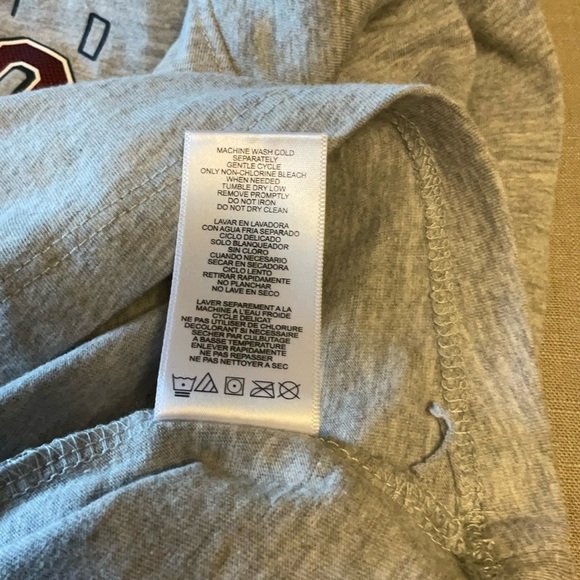 I D
MACHINE WASH COLD
SEPARATELY
GENTLE CYCLE
ONLY NON-CHLORINE BLEACH
WHEN NEEDED
TUMBLE DRY LOW
REMOVE PROMPTLY
DO NOT IRON
DO NOT DRY CLEAN
LAVAR EN LAVADORA
CON AGUA FRIA SEPARADO
CICLO DELICADO
SOLO BLANQUEADOR
SIN CLORO
CUANDO NECESARIO
SECAR EN SECADORA
CICLO LENTO
RETIRAR RAPIDAMENTE
NO PLANCHAR
NO LAVE EN SECO
LAVER SEPAREMENT A LA
MACHINE A L'EAU FROIDE
CYCLE DELICAT
NE PAS UTILISER DE CHLORURE
DECOLORANT SI NECESSAIRE
SECHER PAR CULBUTAGE
A BASSE TEMPERATURE
ENLEVER RAPIDAMENTE
NE PAS REPASSER
NE PAS NETTOYER A SEC